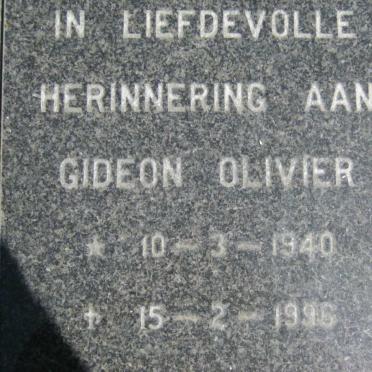 IN LIEFDEVOLLE
HERINNERING AAN
GIDEON OLIVIER
★ 10-3-1940
✝ 15-2-1996